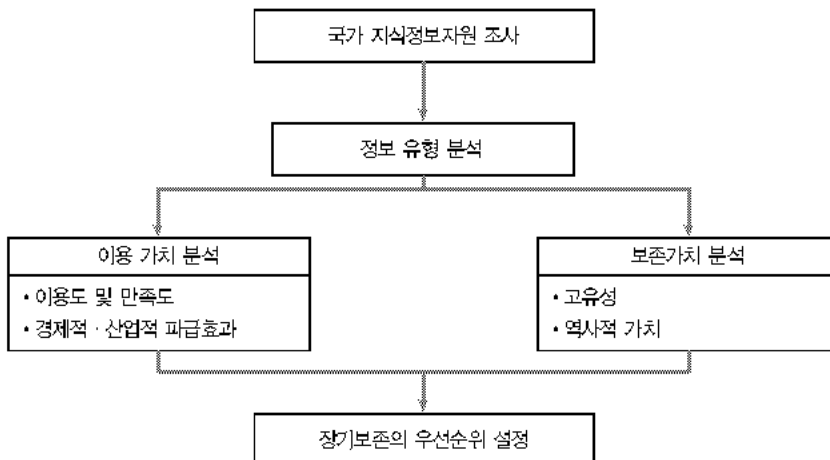 국가 지식정보자원 조사
정보 유형 분석
이용 가치 분석
• 이용도 및 만족도
• 경제적 · 산업적 파급효과
보존가치 분석
• 고유성
• 역사적 가치
장기보존의 우선순위 설정